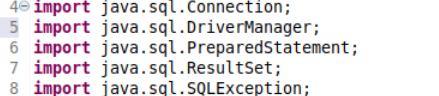 4 import java.sql.Connection;
5 import java.sql.DriverManager;
6 import java.sql.PreparedStatement;
7 import java.sql.ResultSet;
8 import java.sql.SQLException;